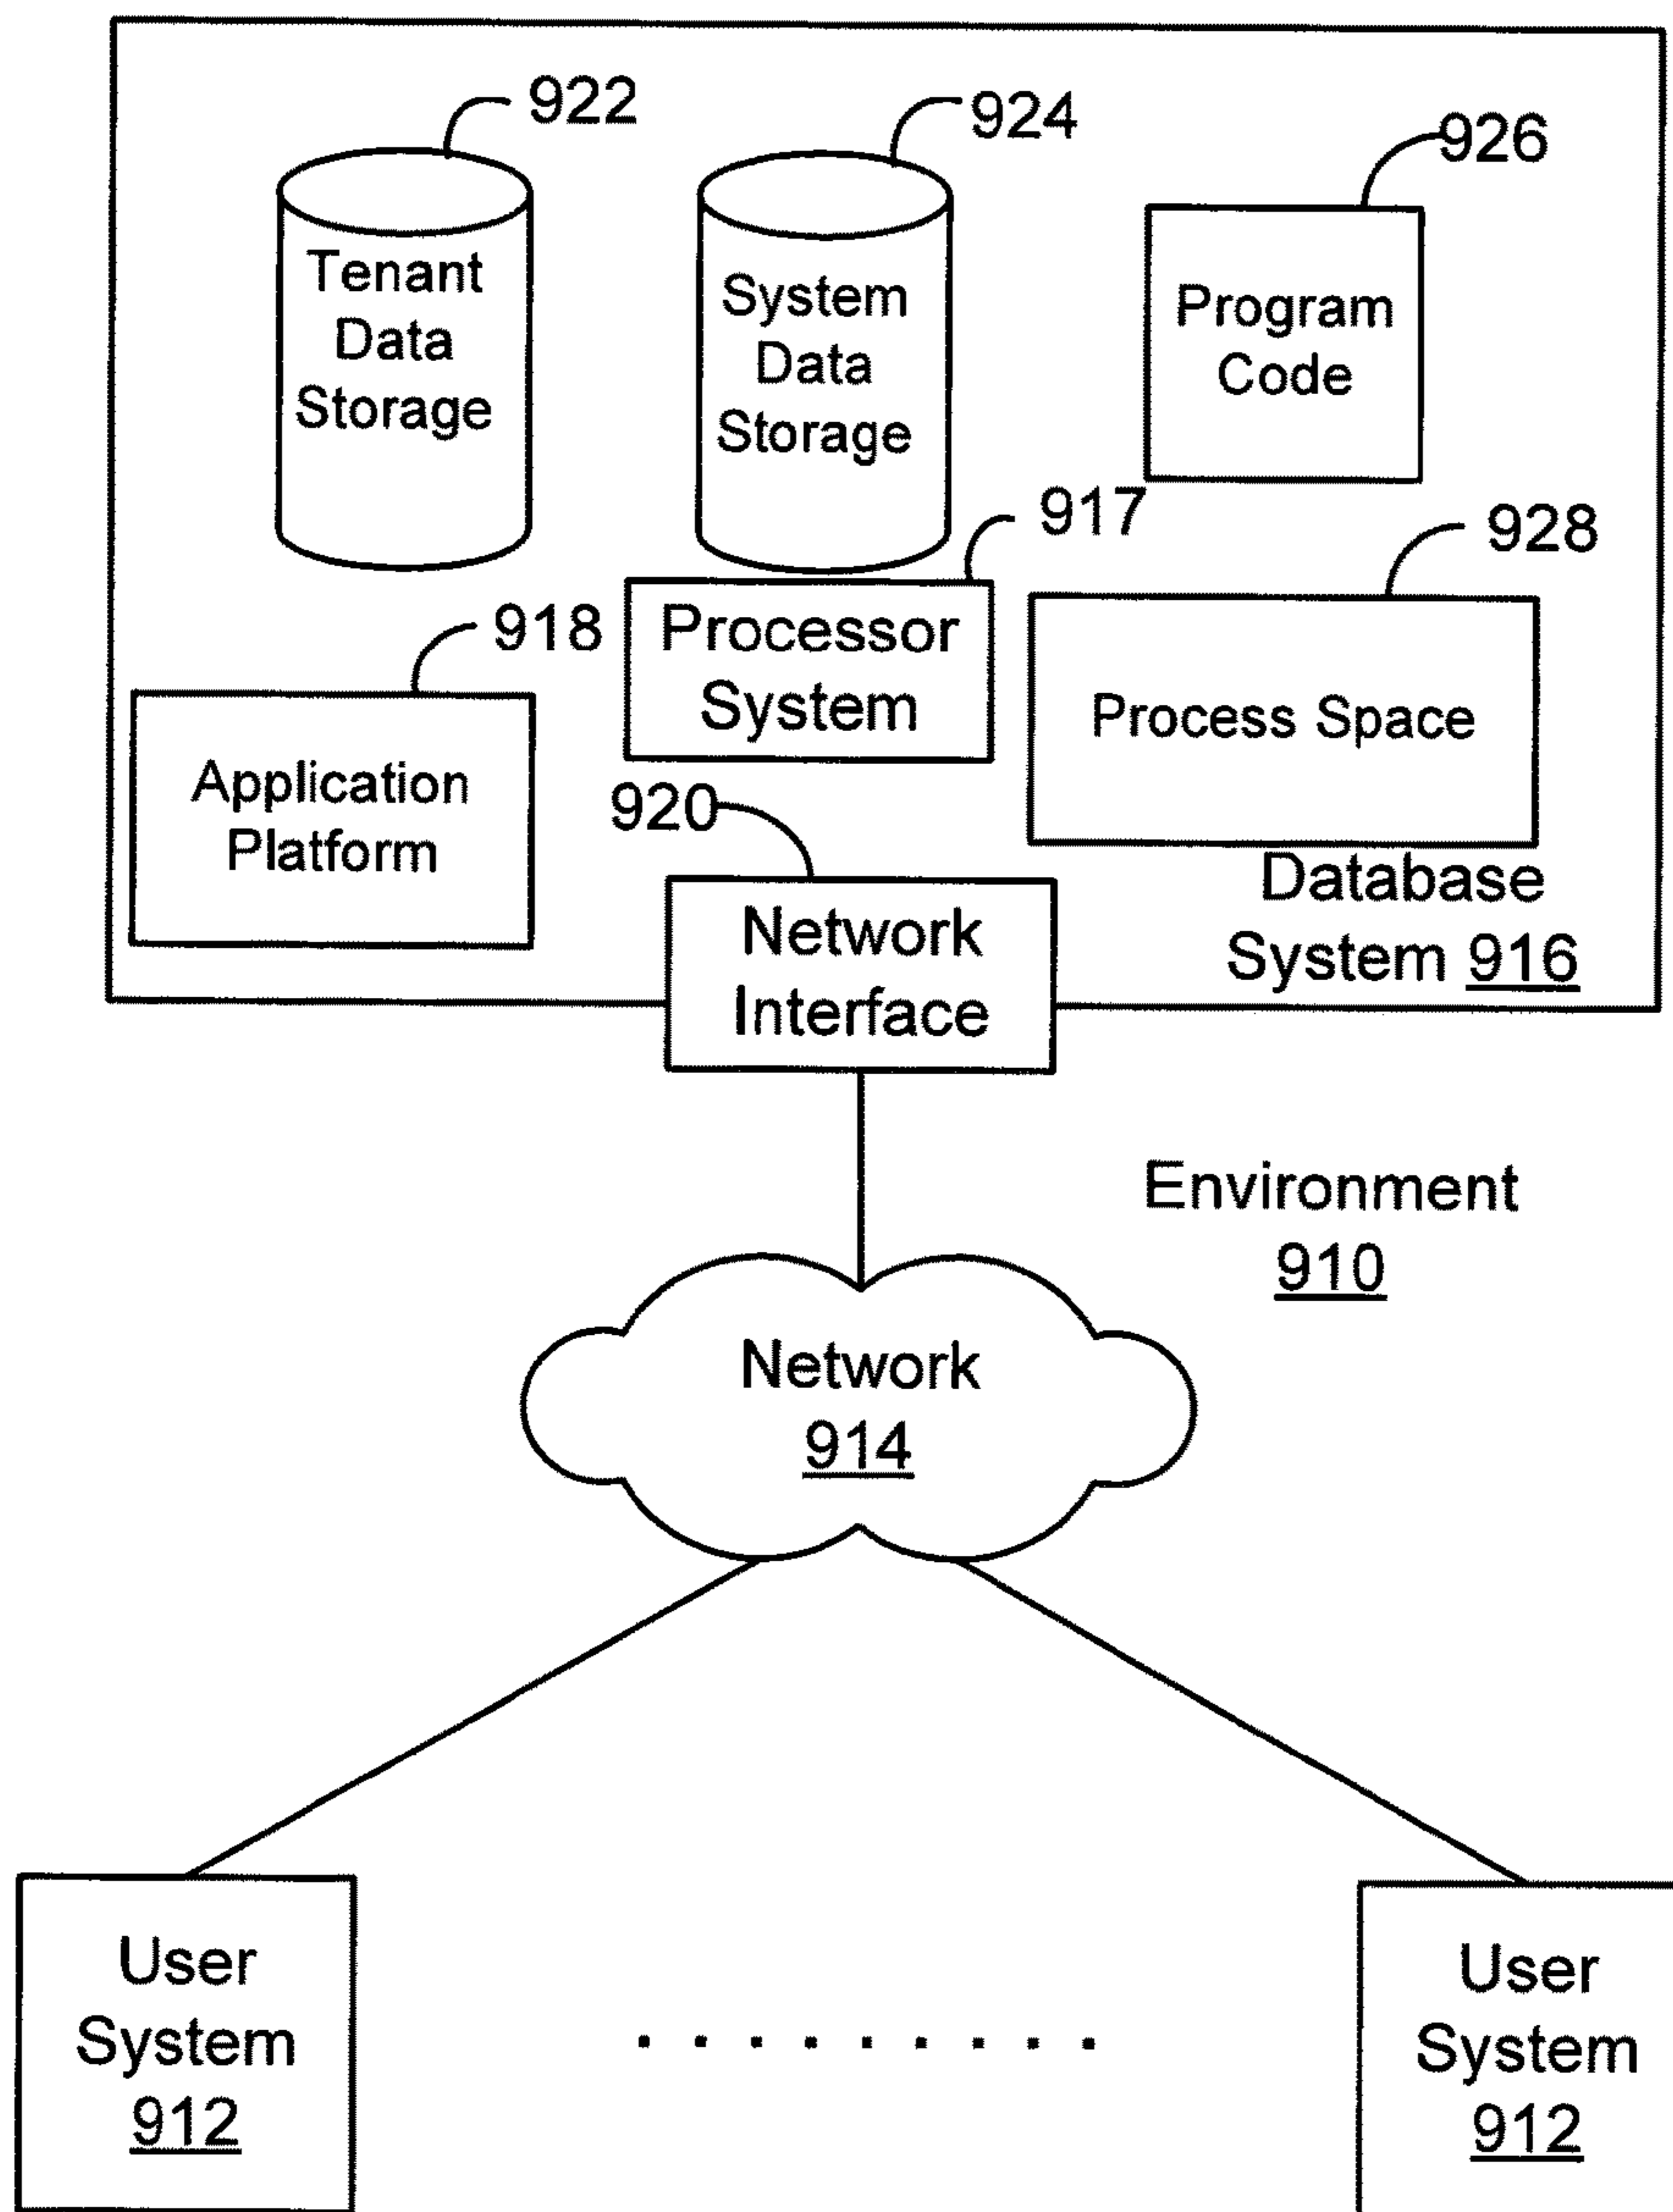 922
924
926
Tenant
Data
Storage
System
Data
Storage
Program
Code
917
928
918
Processor
System
Process Space
Application
Platform
920
Database
System 916
Network
Interface
Environment
910
Network
914
User
System
912
........
User
System
912